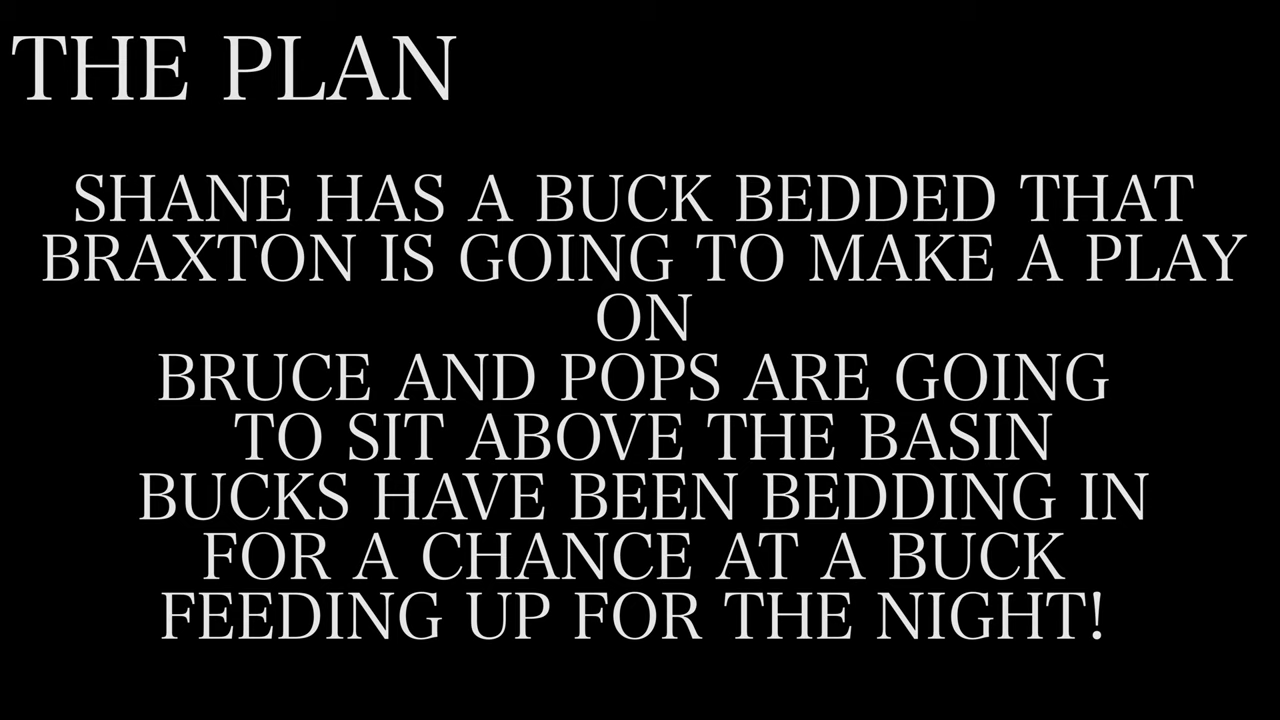 THE PLAN
SHANE HAS A BUCK BEDDED THAT
BRAXTON IS GOING TO MAKE A PLAY
ON
BRUCE AND POPS ARE GOING
TO SIT ABOVE THE BASIN
BUCKS HAVE BEEN BEDDING IN
FOR A CHANCE AT A BUCK
FEEDING UP FOR THE NIGHT!